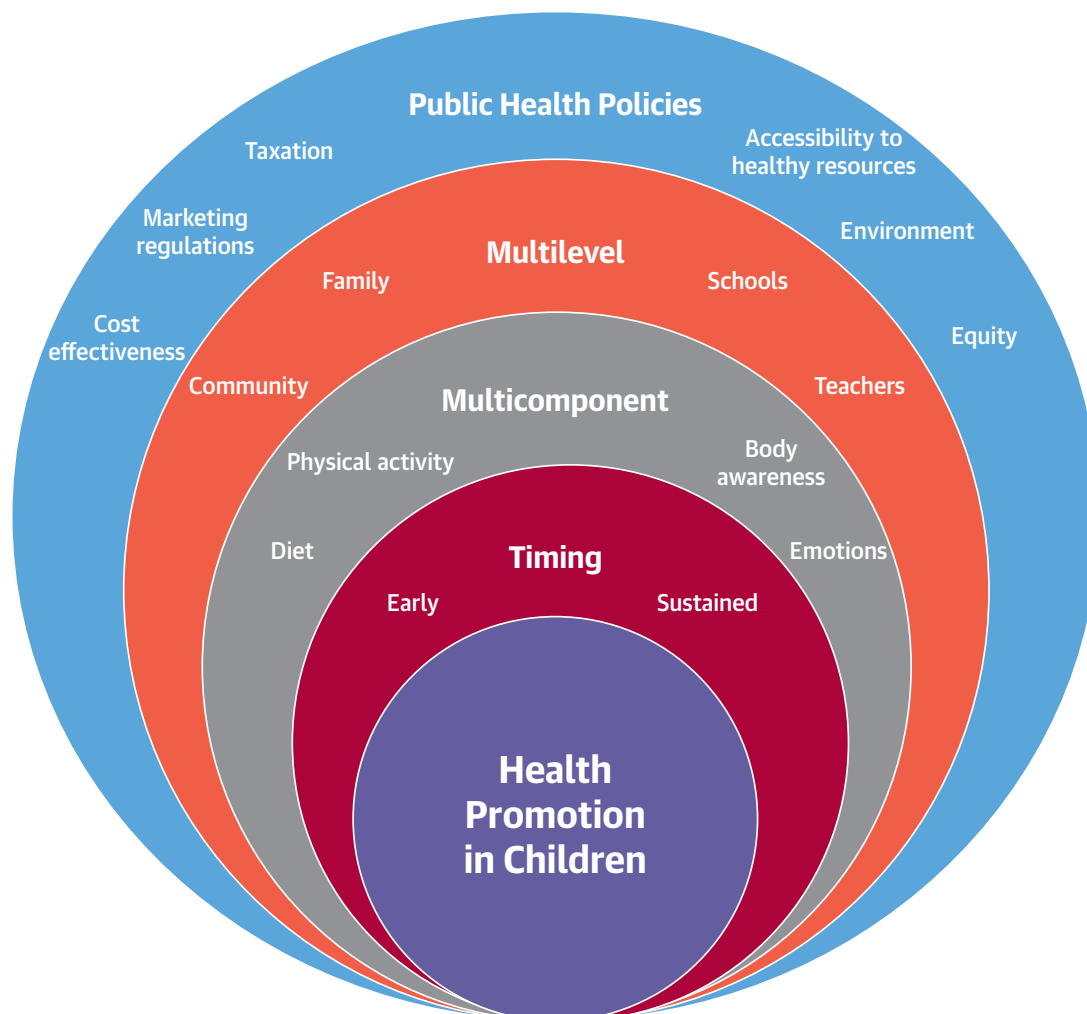 Public Health Policies
Taxation
Accessibility to
healthy resources
Marketing
regulations
Environment
Cost
effectiveness
Equity
Multilevel
Family
Schools
Community
Teachers
Multicomponent
Physical activity
Body
awareness
Diet
Emotions
Timing
Early
Sustained
Health
Promotion
in Children